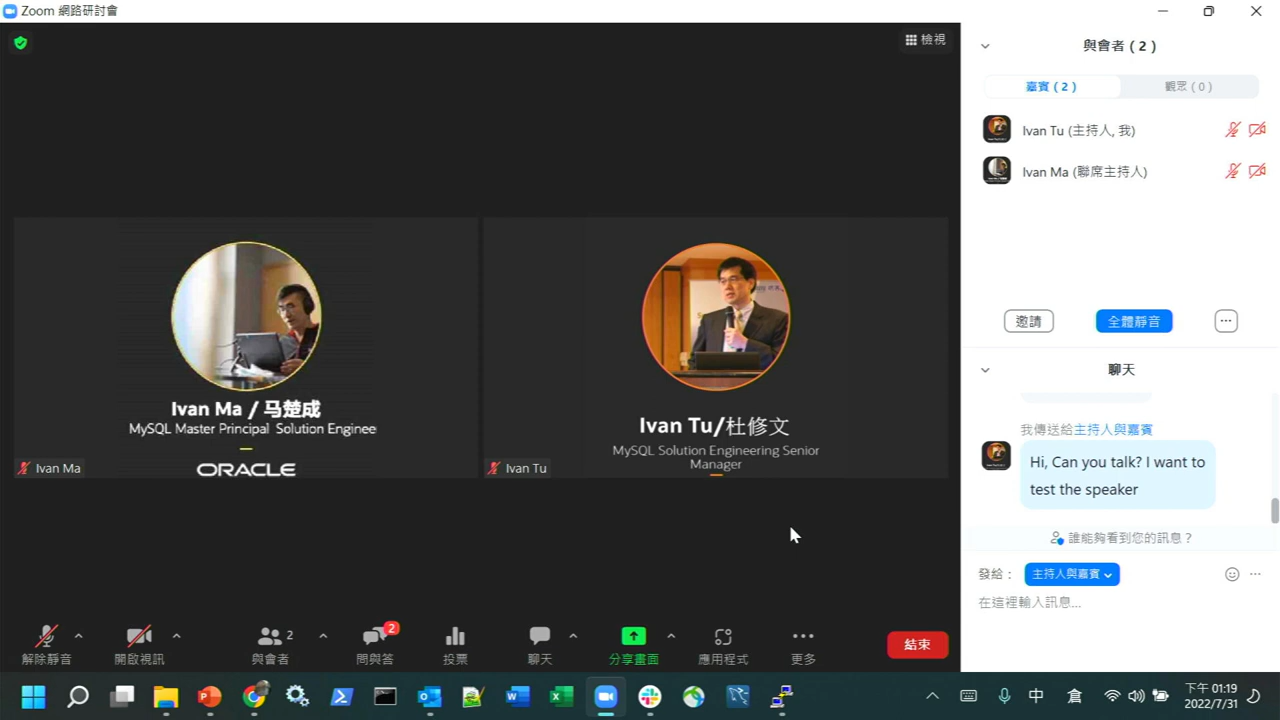 Zoom 網路研討會
檢視
Ivan Ma / 马楚成
MySQL Master Principal Solution Enginee
ORACLE
Ivan Ma
Ivan Tu/杜修文
MySQL Solution Engineering Senior
Manager
Ivan Tu
與會者 ( 2 )
嘉賓 ( 2 )
觀眾 ( 0 )
Ivan Tu (主持人, 我)
Ivan Ma (聯席主持人)
邀請
全體靜音
聊天
我傳送給主持人與嘉賓
Hi, Can you talk? I want to
test the speaker
誰能夠看到您的訊息？
發給：
主持人與嘉賓
在這裡輸入訊息...
解除靜音
開啟視訊
2
與會者
2
問與答
投票
聊天
分享畫面
應用程式
更多
結束
中
倉
下午 01:19
2022/7/31